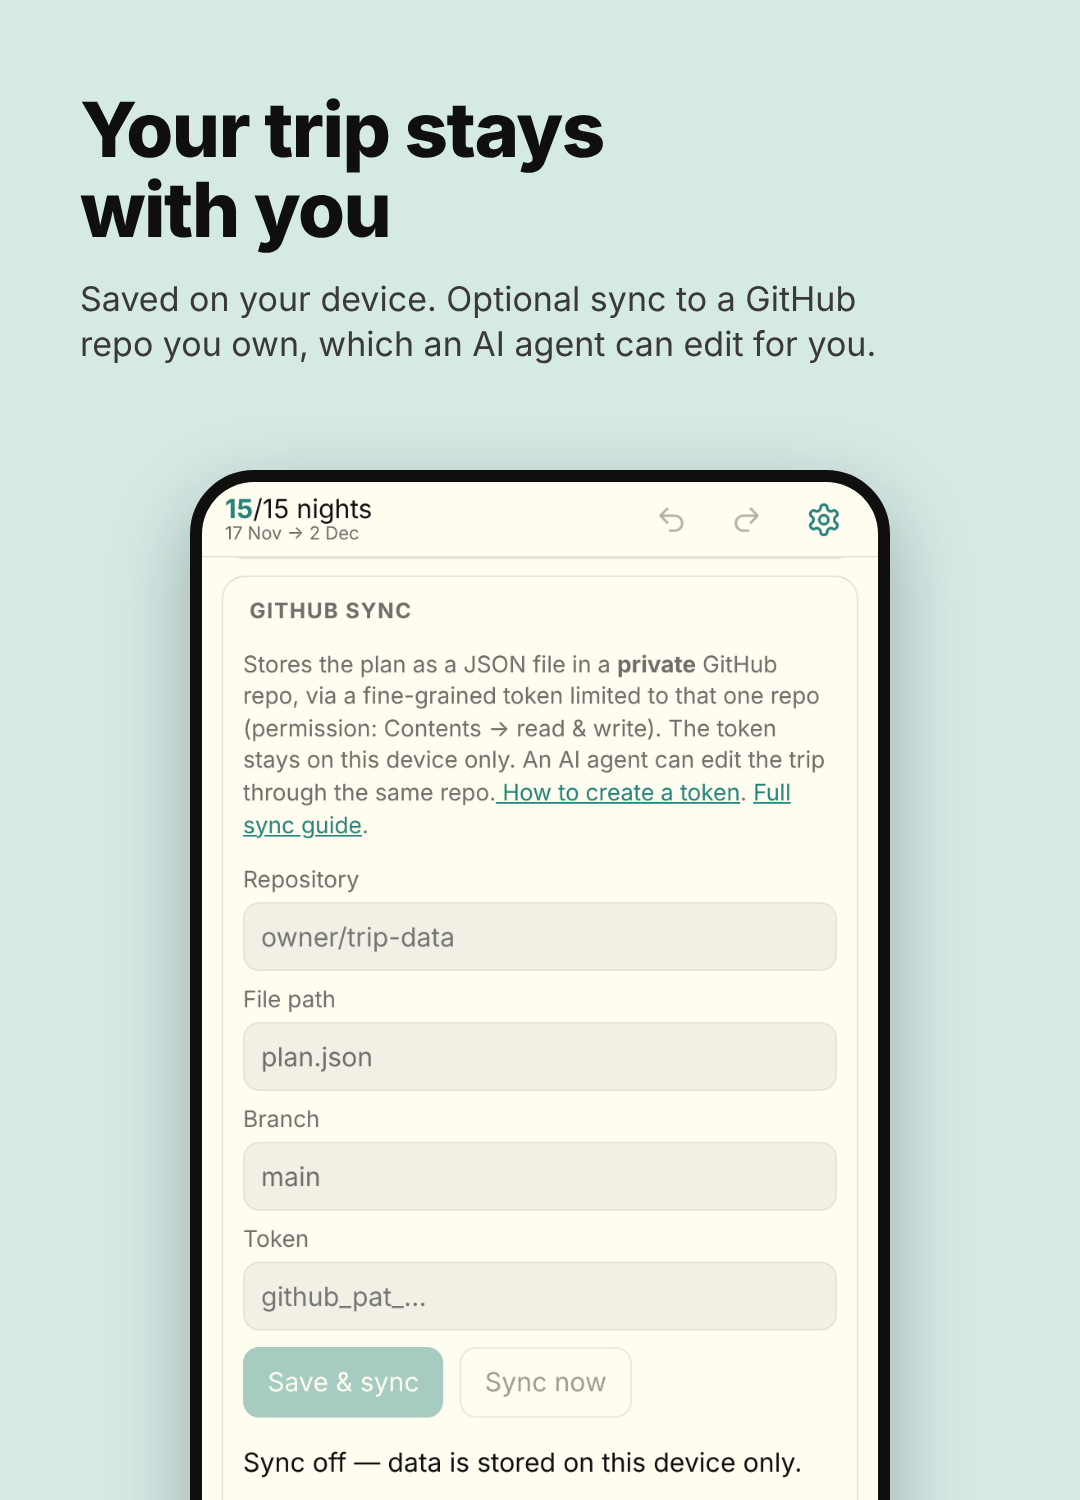 Your trip stays
with you
Saved on your device. Optional sync to a GitHub
repo you own, which an AI agent can edit for you.
15/15 nights
17 Nov → 2 Dec
GITHUB SYNC
Stores the plan as a JSON file in a private GitHub
repo, via a fine-grained token limited to that one repo
(permission: Contents → read & write). The token
stays on this device only. An AI agent can edit the trip
through the same repo. How to create a token. Full
sync guide.
Repository
owner/trip-data
File path
plan.json
Branch
main
Token
github_pat_...
Save & sync
Sync now
Sync off — data is stored on this device only.